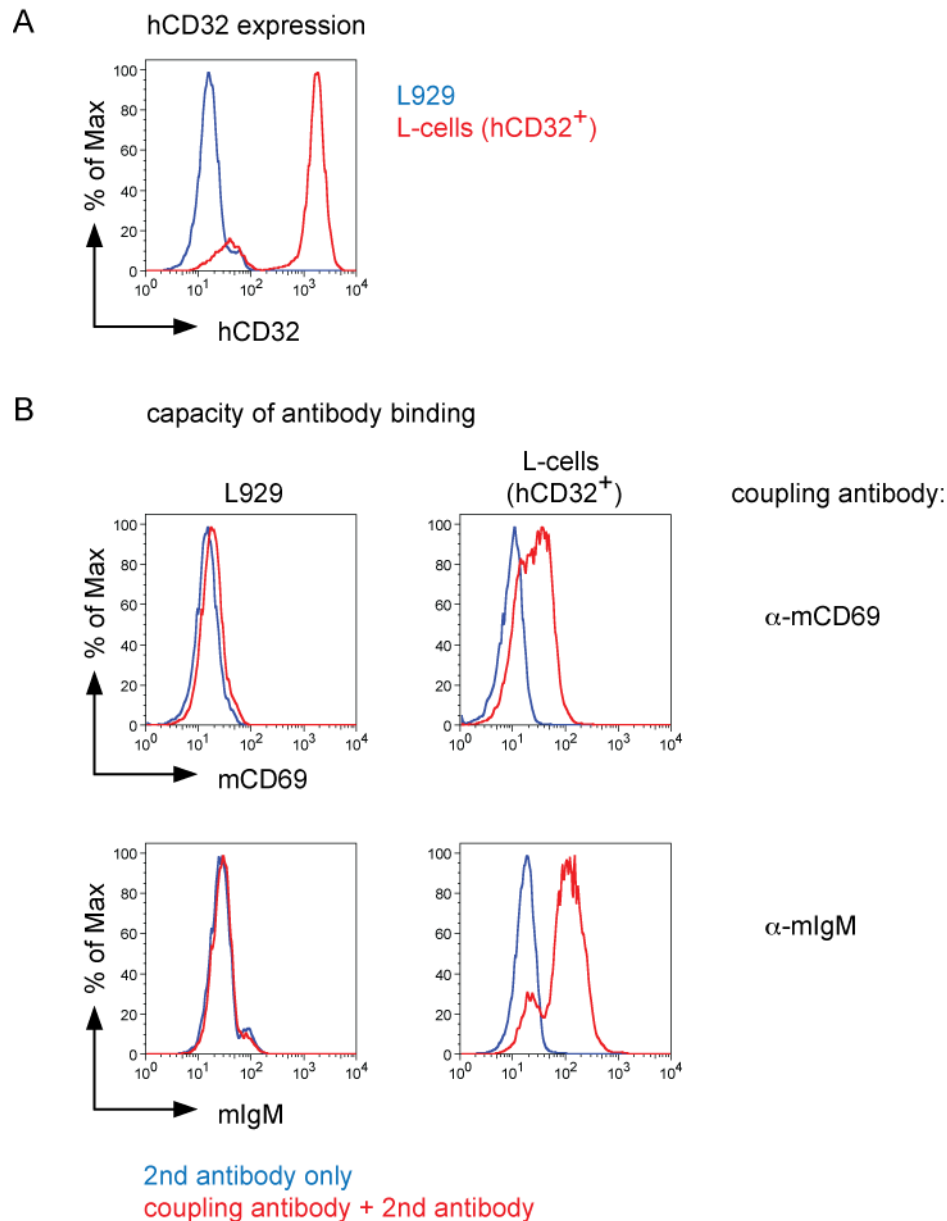 A
hCD32 expression
100
80
60
40
20
0
% of Max
10⁰ 10¹ 10² 10³ 10⁴
hCD32
L929
L-cells (hCD32⁺)
B
capacity of antibody binding
L929
L-cells
(hCD32⁺)
coupling antibody:
100
80
60
40
20
0
% of Max
10⁰ 10¹ 10² 10³ 10⁴
mCD69
100
80
60
40
20
0
10⁰ 10¹ 10² 10³ 10⁴
α-mCD69
100
80
60
40
20
0
% of Max
10⁰ 10¹ 10² 10³ 10⁴
mIgM
100
80
60
40
20
0
10⁰ 10¹ 10² 10³ 10⁴
α-mIgM
2nd antibody only
coupling antibody + 2nd antibody